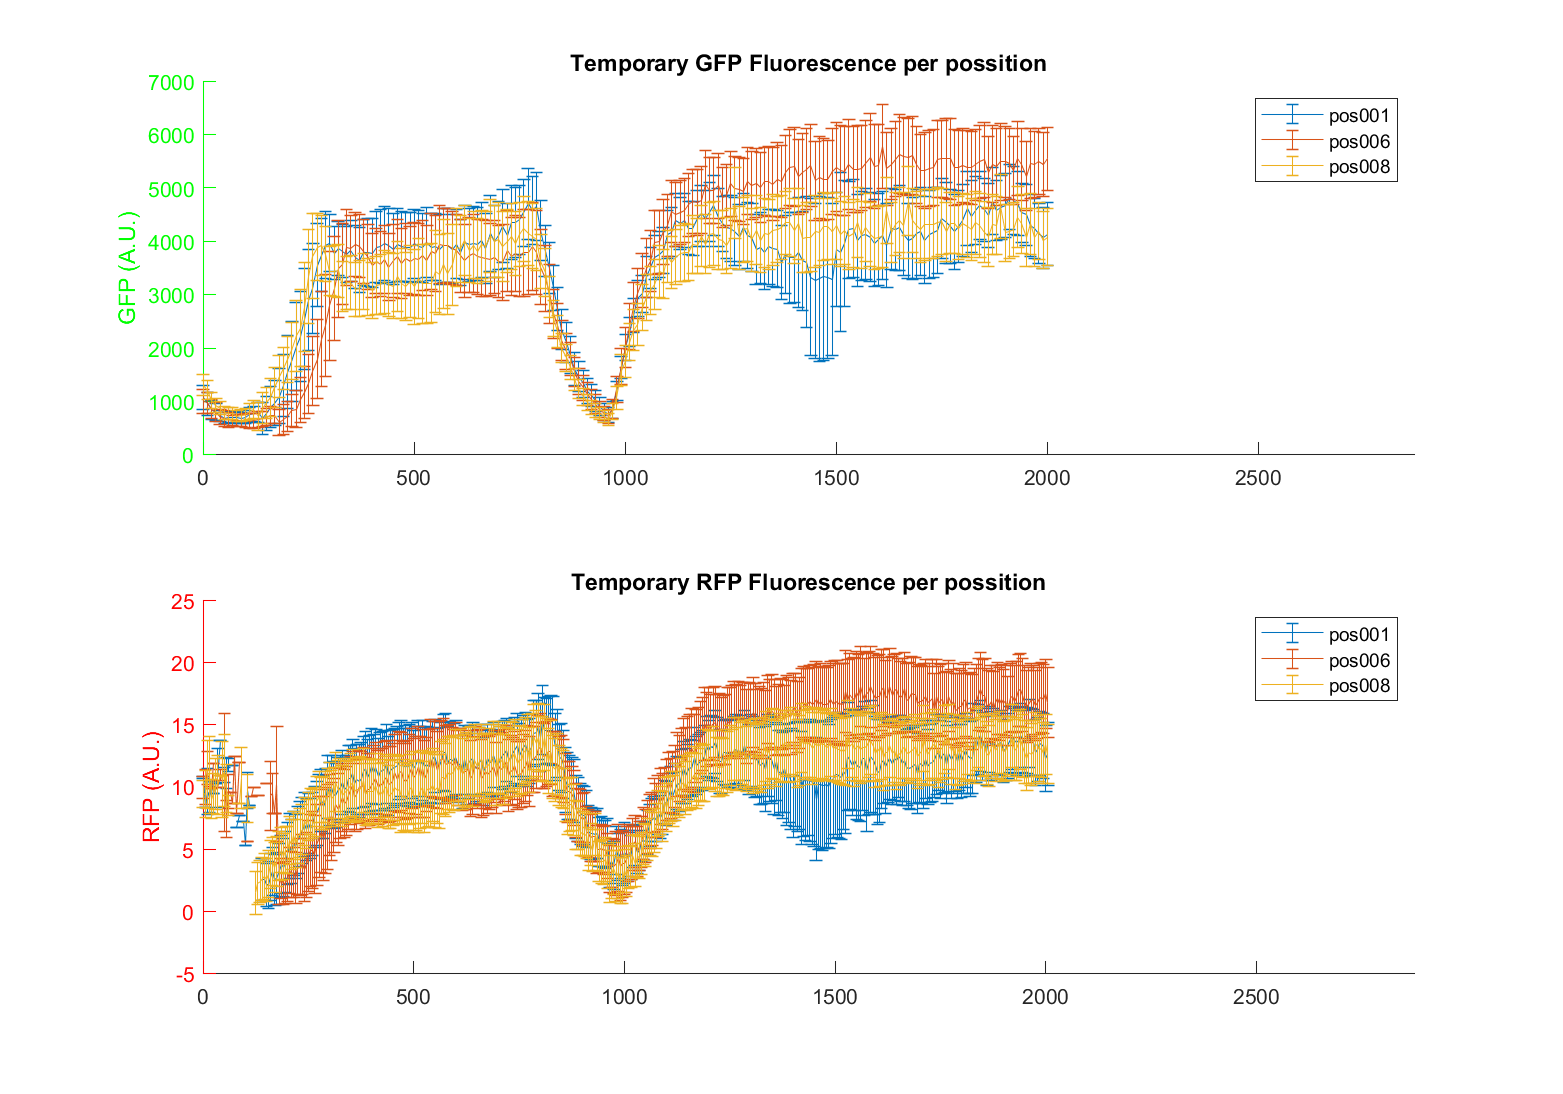 Temporary GFP Fluorescence per possition
GFP (A.U.)
7000
6000
5000
4000
3000
2000
1000
0
0 500 1000 1500 2000 2500
pos001
pos006
pos008
Temporary RFP Fluorescence per possition
RFP (A.U.)
25
20
15
10
5
0
-5
0 500 1000 1500 2000 2500
pos001
pos006
pos008